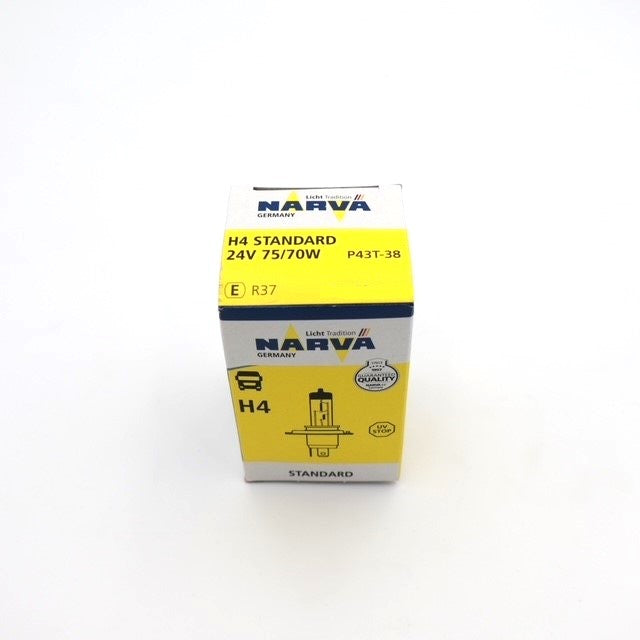 Licht Tradition
NARVA
GERMANY
H4 STANDARD
24V 75/70W P43T-38
E R37
Licht Tradition
NARVA
GERMANY
GUARANTEED
QUALITY
H4
UV
STOP
STANDARD